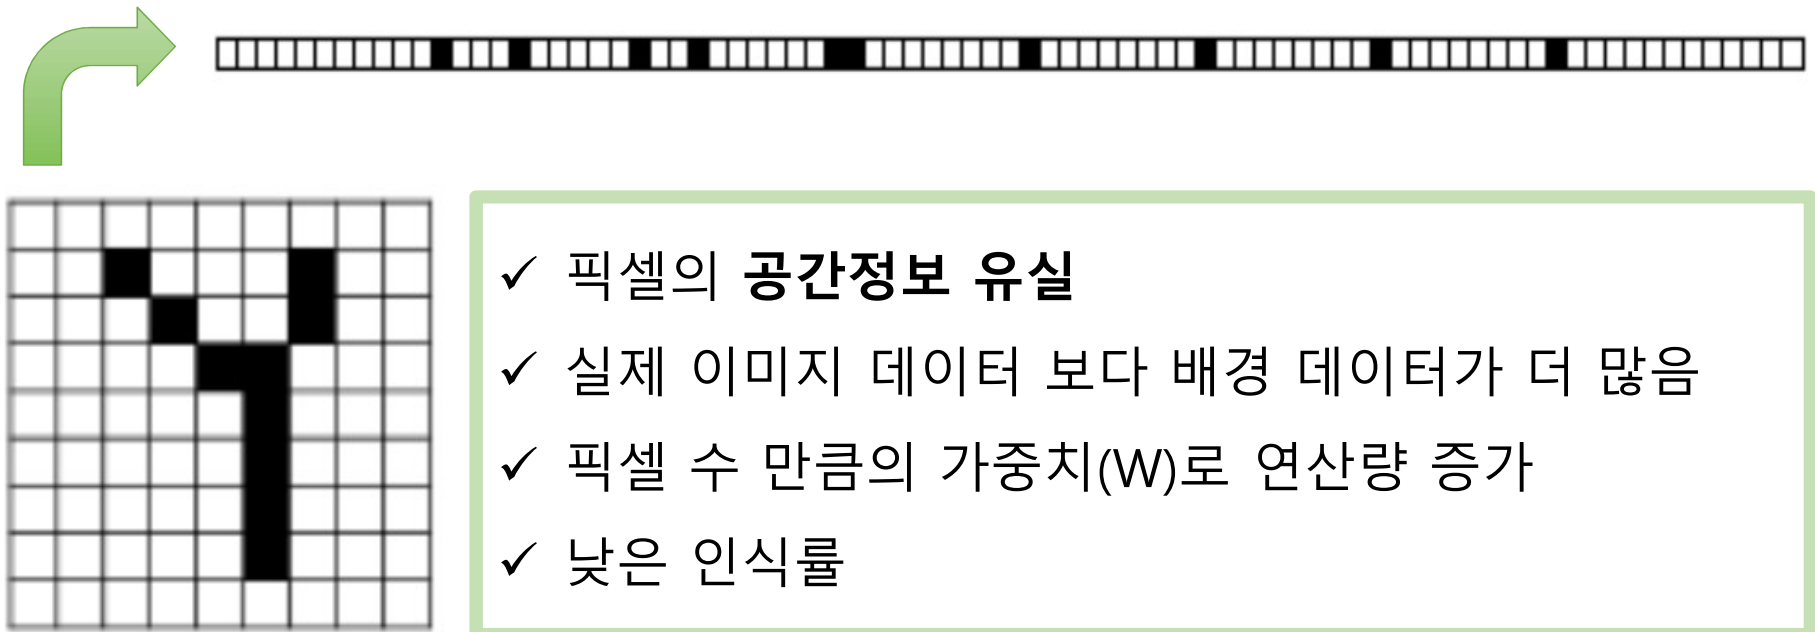 ✓ 픽셀의 공간정보 유실
✓ 실제 이미지 데이터 보다 배경 데이터가 더 많음
✓ 픽셀 수 만큼의 가중치(W)로 연산량 증가
✓ 낮은 인식률